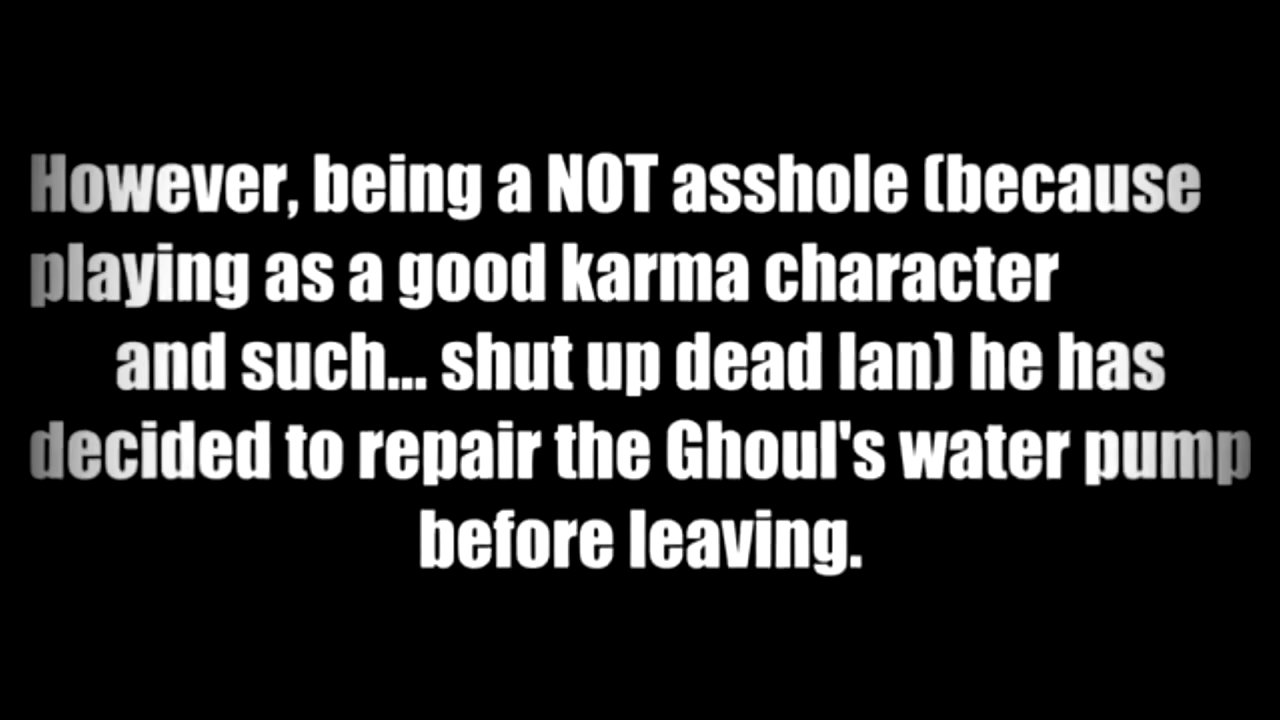 However, being a NOT asshole (because
playing as a good karma character
and such... shut up dead Ian) he has
decided to repair the Ghoul's water pump
before leaving.